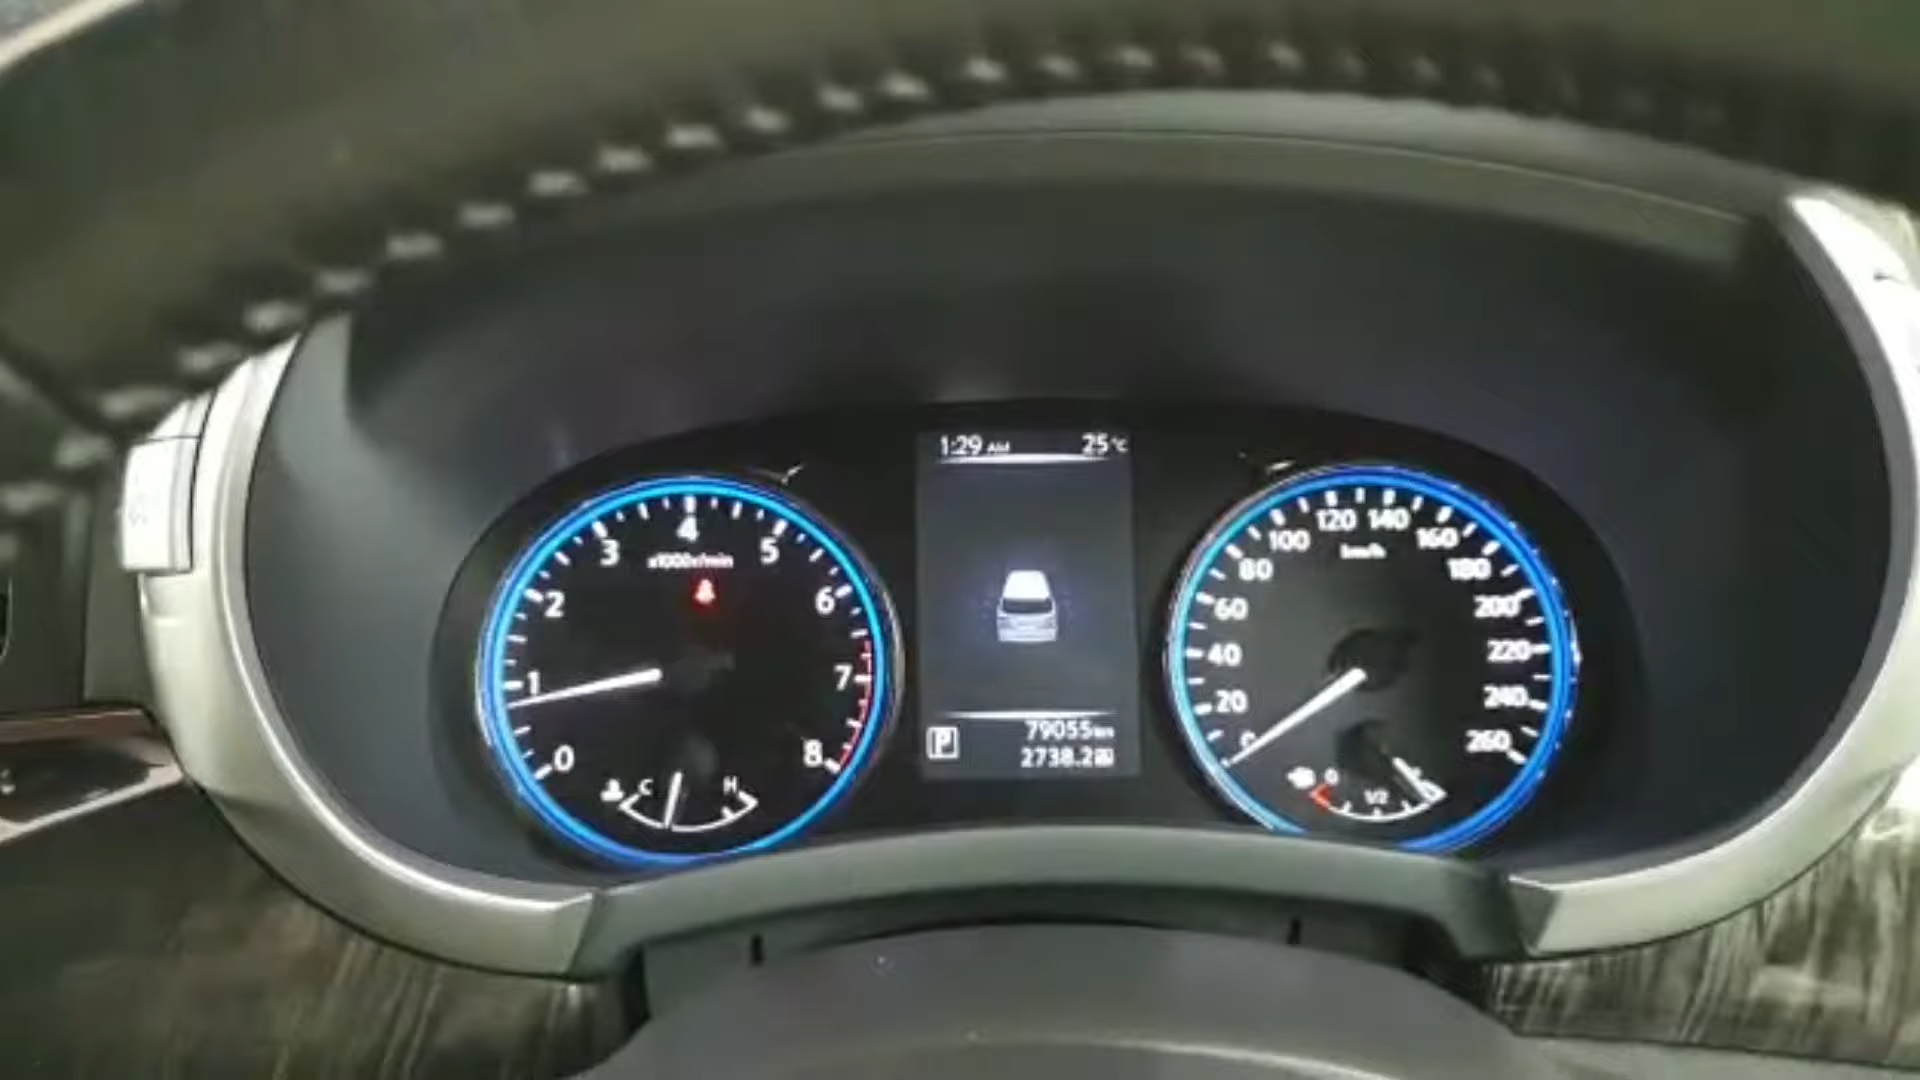 1:29 AM 25°C
0 1 2 3 4 5 6 7 8
x1000r/min
C H
P 79055km
2738.2
0 20 40 60 80 100 120 140 160 180 200 220 240 260
km/h
0 1/2